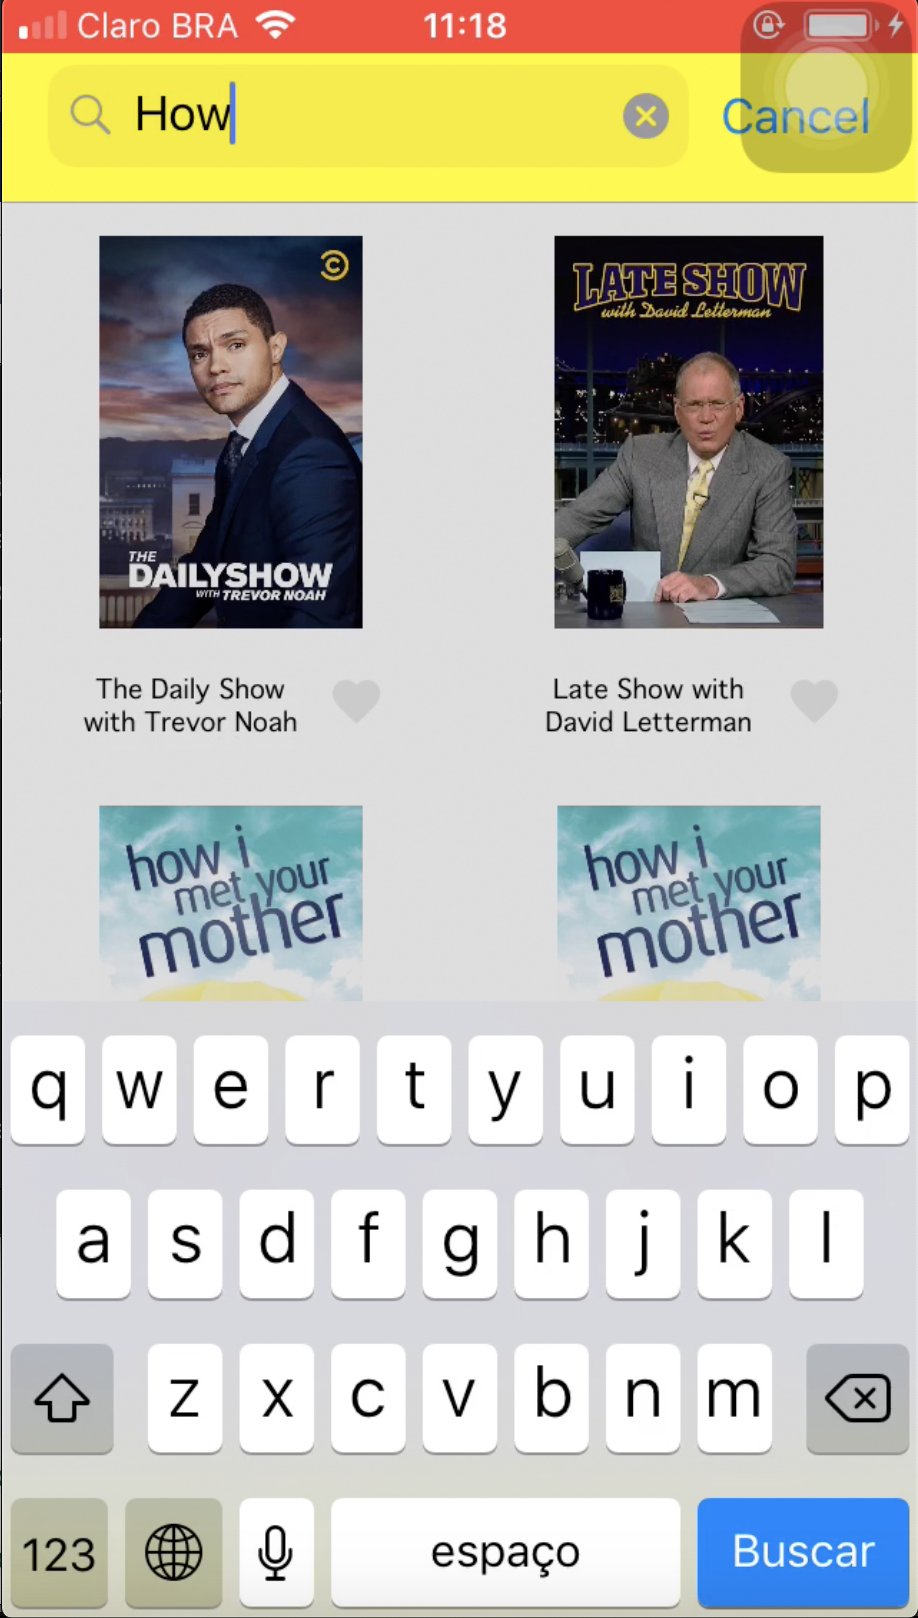 Claro BRA
11:18
How
Cancel
LATE SHOW
with David Letterman
THE
DAILYSHOW
WITH TREVOR NOAH
The Daily Show
with Trevor Noah
Late Show with
David Letterman
how i
met your
mother
how i
met your
mother
q w e r t y u i o p
a s d f g h j k l
z x c v b n m
123
espaço
Buscar